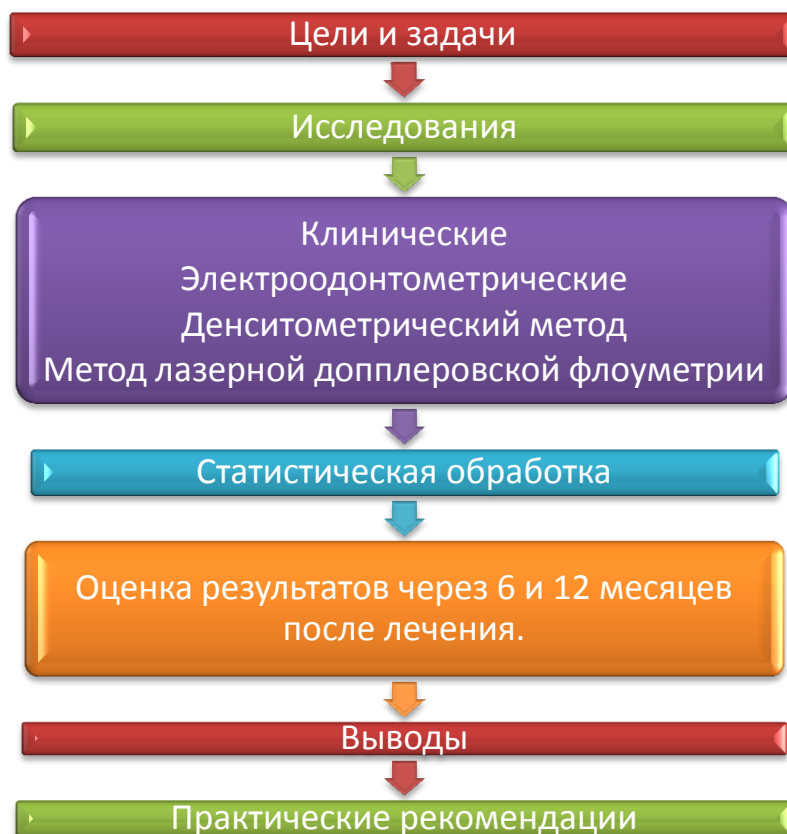 Цели и задачи
Исследования
Клинические
Электроодонтометрические
Денситометрический метод
Метод лазерной допплеровской флоуметрии
Статистическая обработка
Оценка результатов через 6 и 12 месяцев
после лечения.
Выводы
Практические рекомендации